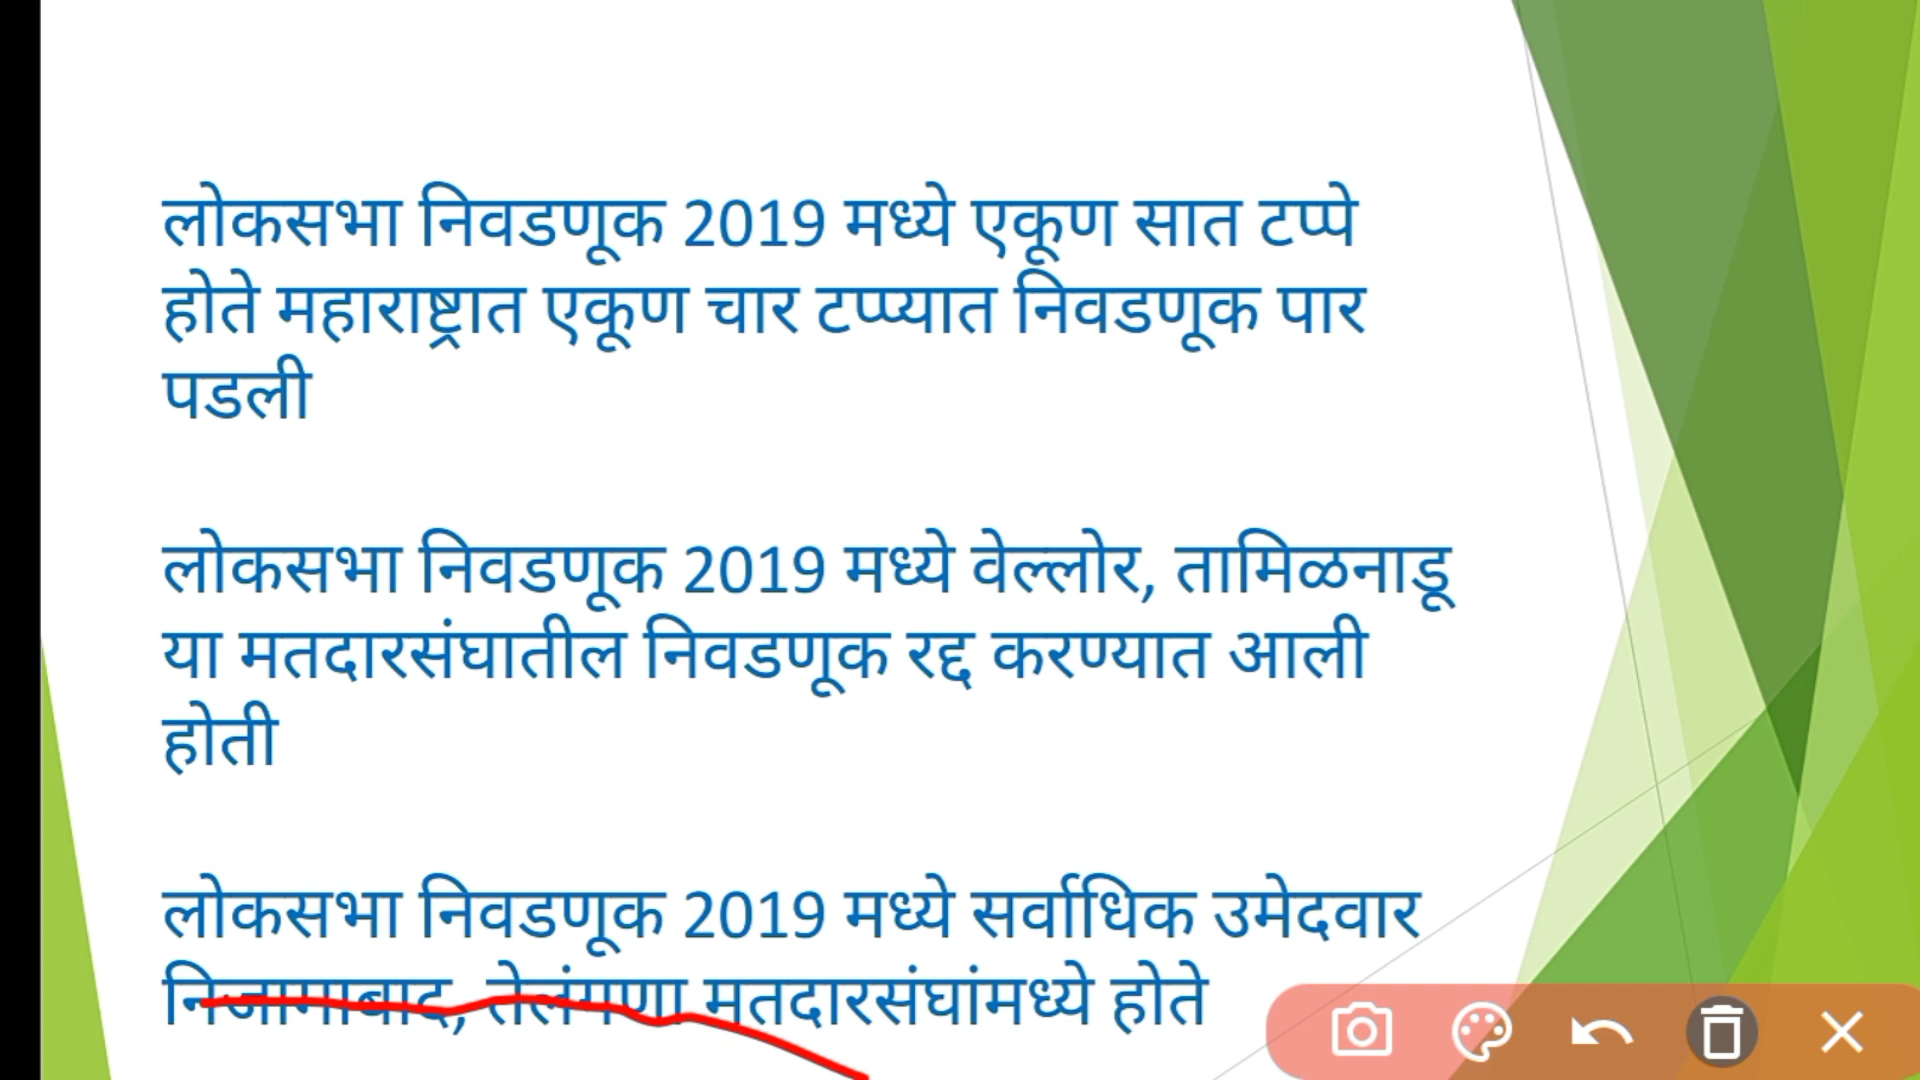 लोकसभा निवडणूक 2019 मध्ये एकूण सात टप्पे
होते महाराष्ट्रात एकूण चार टप्प्यात निवडणूक पार
पडली
लोकसभा निवडणूक 2019 मध्ये वेल्लोर, तामिळनाडू
या मतदारसंघातील निवडणूक रद्द करण्यात आली
होती
लोकसभा निवडणूक 2019 मध्ये सर्वाधिक उमेदवार
निजामाबाद, तेलंगणा मतदारसंघांमध्ये होते